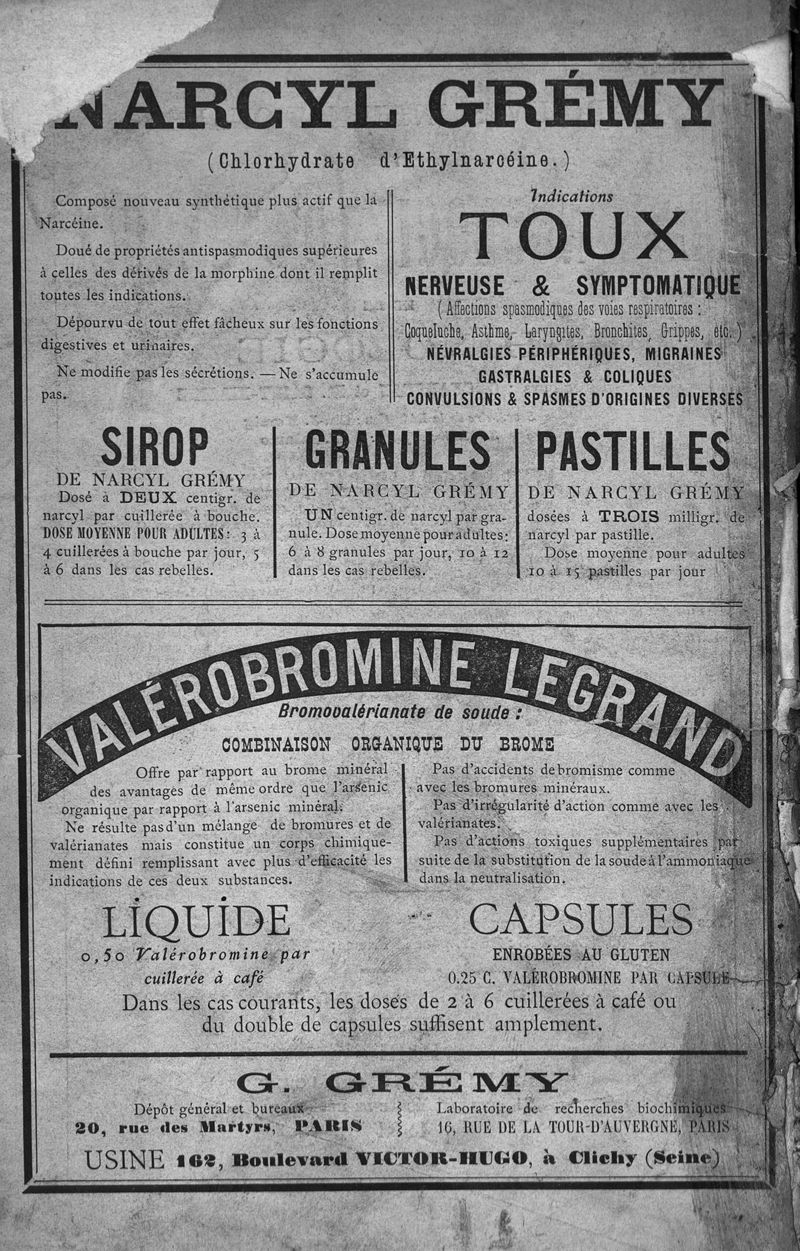 NARCYL GRÉMY
(Chlorhydrate d'Ethylnarcéine.)
Composé nouveau synthétique plus actif que la
Narcéine.
Doué de propriétés antispasmodiques supérieures
à celles des dérivés de la morphine dont il remplit
toutes les indications.
Dépourvu de tout effet fâcheux sur les fonctions
digestives et urinaires.
Ne modifie pas les sécrétions. — Ne s'accumule
pas.
Indications
TOUX
NERVEUSE & SYMPTOMATIQUE
(Affections spasmodiques des voies respiratoires :
Coqueluche, Asthme, Laryngites, Bronchites, Grippes, etc.)
NÉVRALGIES PÉRIPHÉRIQUES, MIGRAINES
GASTRALGIES & COLIQUES
CONVULSIONS & SPASMES D'ORIGINES DIVERSES
SIROP
DE NARCYL GRÉMY
Dosé à DEUX centigr. de
narcyl par cuillerée à bouche.
DOSE MOYENNE POUR ADULTES: 3 à
4 cuillerées à bouche par jour, 5
à 6 dans les cas rebelles.
GRANULES
DE NARCYL GRÉMY
UN centigr. de narcyl par gra-
nule. Dose moyenne pour adultes:
6 à 8 granules par jour, 10 à 12
dans les cas rebelles.
PASTILLES
DE NARCYL GRÉMY
dosées à TROIS milligr. de
narcyl par pastille.
Dose moyenne pour adultes
10 à 15 pastilles par jour
VALÉROBROMINE LEGRAND
Bromovalérianate de soude :
COMBINAISON ORGANIQUE DU BROME
Offre par rapport au brome minéral
des avantages de même ordre que l'arsenic
organique par rapport à l'arsenic minéral.
Ne résulte pas d'un mélange de bromures et de
valérianates mais constitue un corps chimique-
ment défini remplissant avec plus d'efficacité les
indications de ces deux substances.
Pas d'accidents de bromisme comme
avec les bromures minéraux.
Pas d'irrégularité d'action comme avec les
valérianates.
Pas d'actions toxiques supplémentaires par
suite de la substitution de la soude à l'ammoniaque
dans la neutralisation.
LIQUIDE
0,50 Valérobromine par
cuillerée à café
CAPSULES
ENROBÉES AU GLUTEN
0.25 C. VALÉROBROMINE PAR CAPSULE
Dans les cas courants, les doses de 2 à 6 cuillerées à café ou
du double de capsules suffisent amplement.
G. GRÉMY
Dépôt général et bureaux
20, rue des Martyrs, PARIS
Laboratoire de recherches biochimiques
16, RUE DE LA TOUR-D'AUVERGNE, PARIS
USINE 162, Boulevard VICTOR-HUGO, à Clichy (Seine)